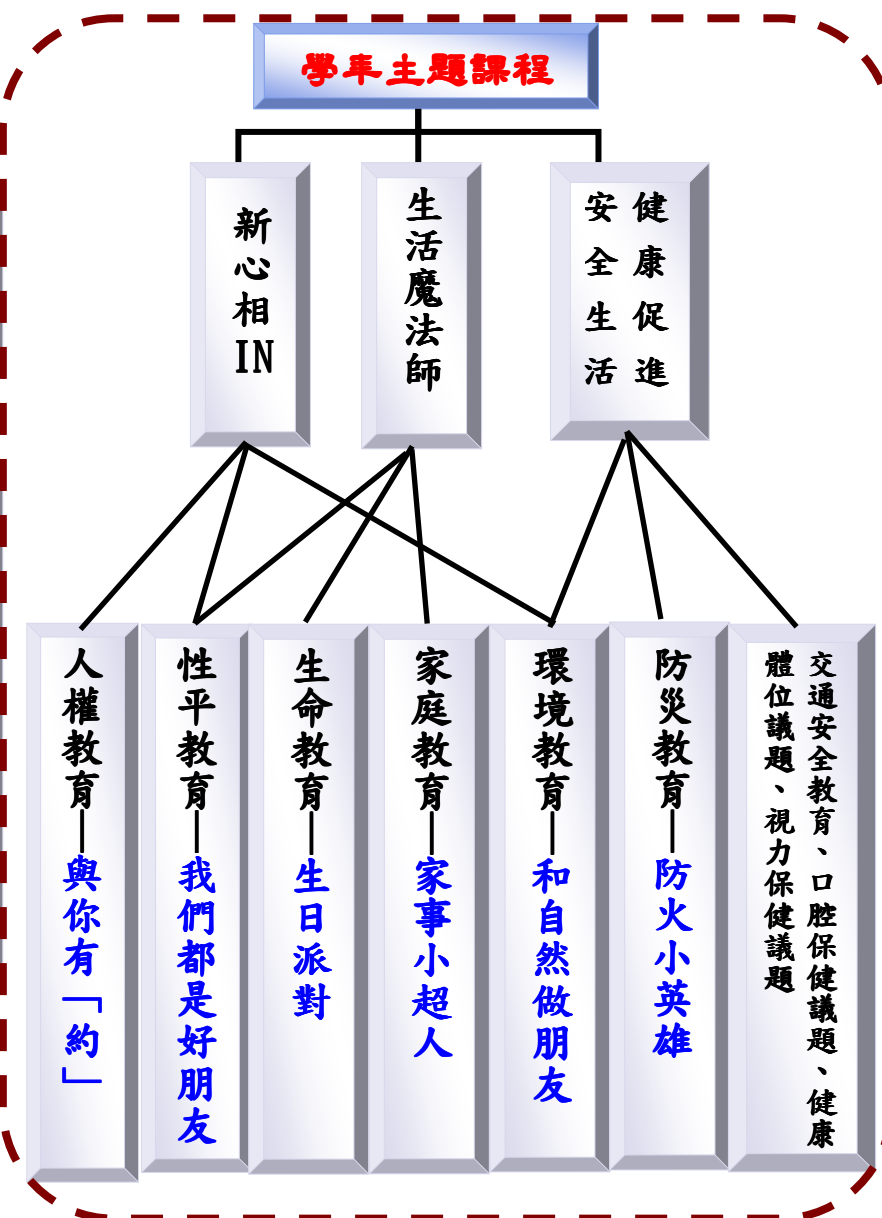 學年主題課程
新心相IN
生活魔法師
健康促進
安全生活
人權教育—與你有「約」
性平教育—我們都是好朋友
生命教育—生日派對
家庭教育—家事小超人
環境教育—和自然做朋友
防災教育—防火小英雄
交通安全教育、口腔保健議題、健康
體位議題、視力保健議題